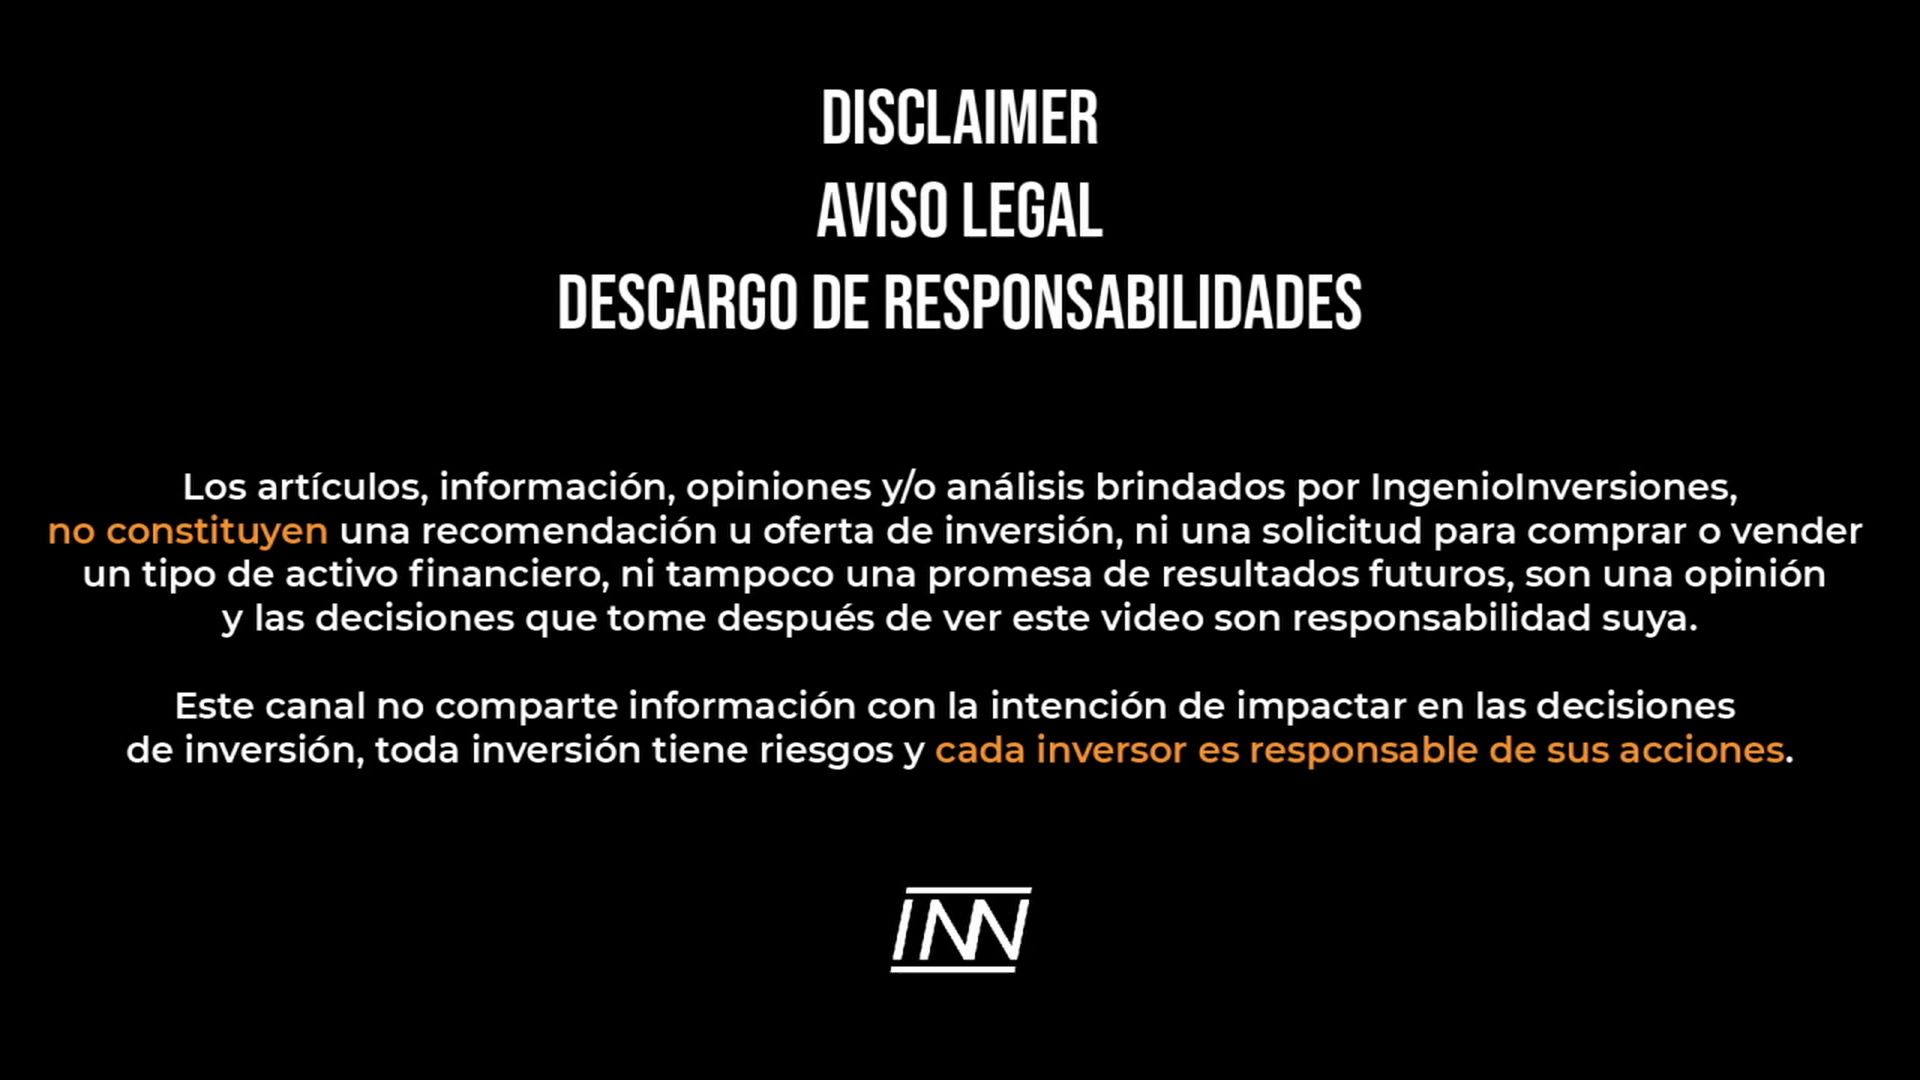 DISCLAIMER
AVISO LEGAL
DESCARGO DE RESPONSABILIDADES
Los artículos, información, opiniones y/o análisis brindados por IngenioInversiones,
no constituyen una recomendación u oferta de inversión, ni una solicitud para comprar o vender
un tipo de activo financiero, ni tampoco una promesa de resultados futuros, son una opinión
y las decisiones que tome después de ver este video son responsabilidad suya.
Este canal no comparte información con la intención de impactar en las decisiones
de inversión, toda inversión tiene riesgos y cada inversor es responsable de sus acciones.
INN